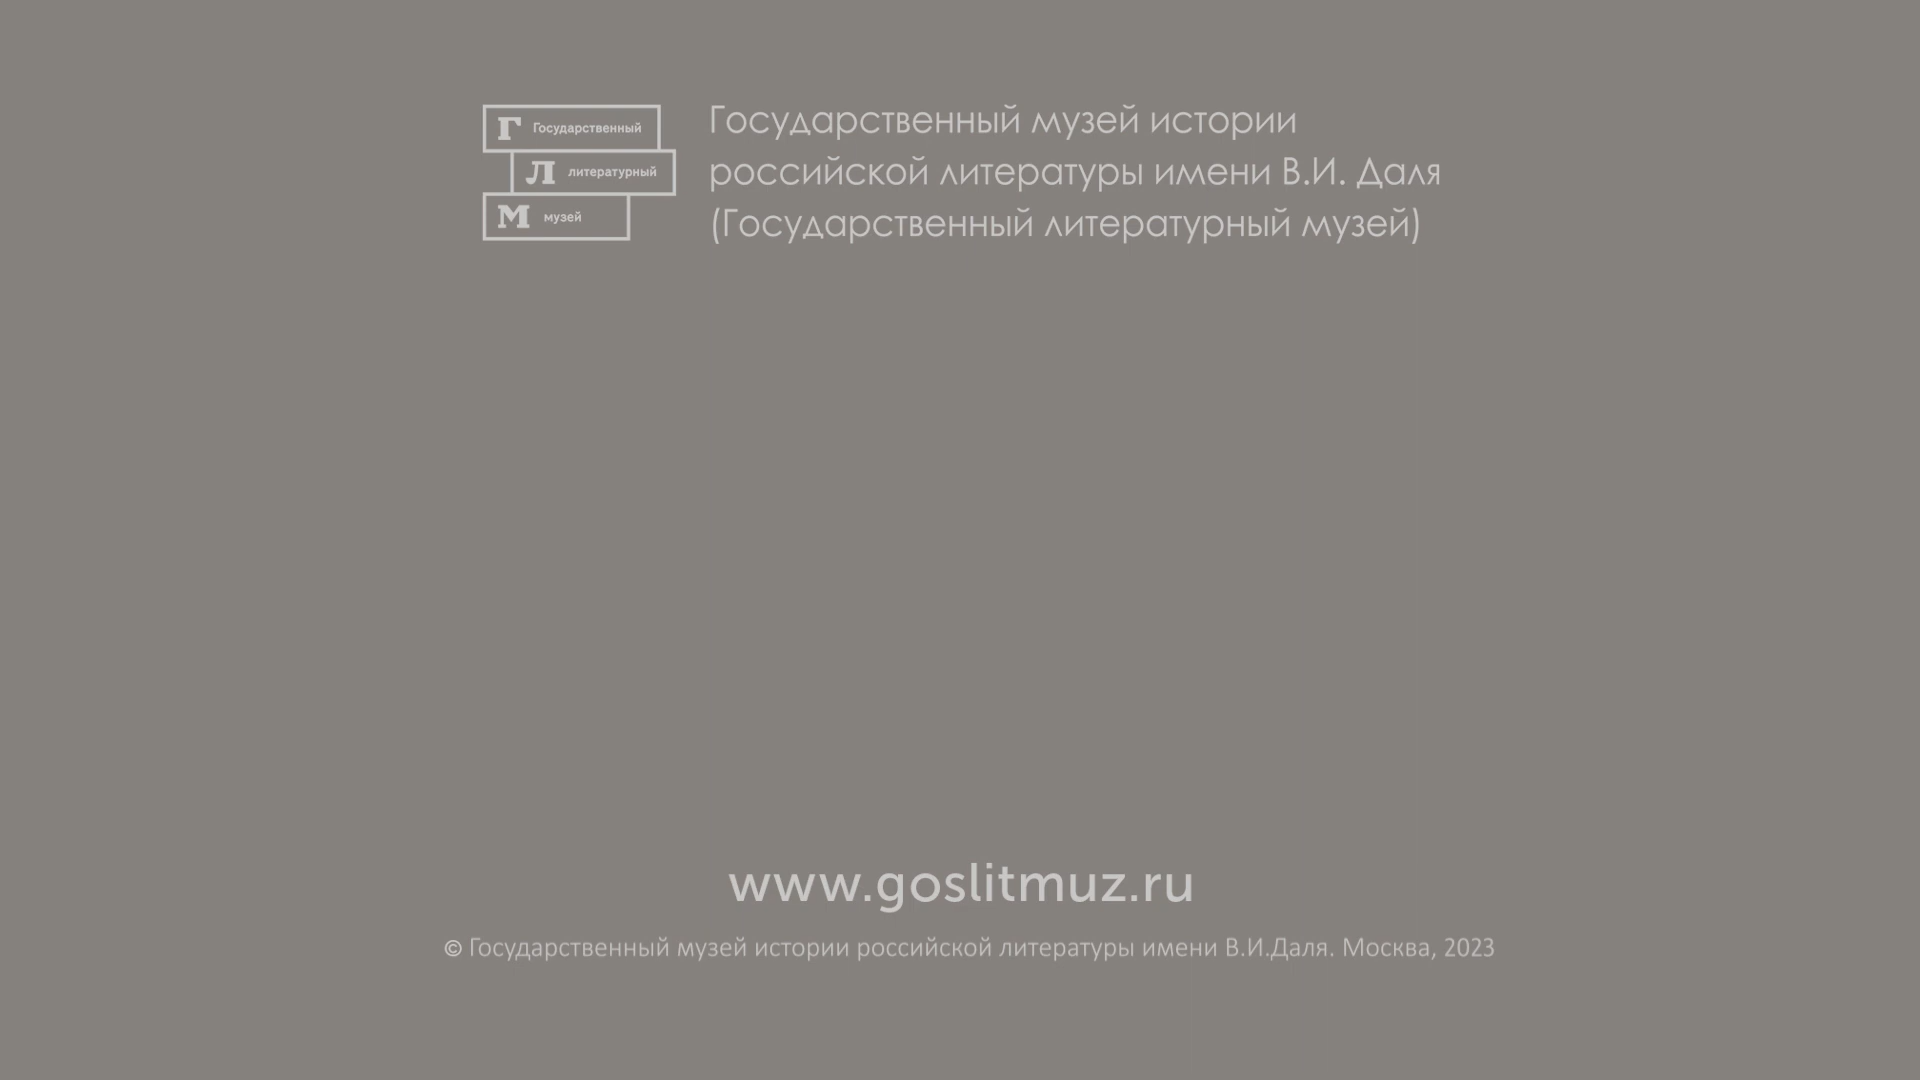 Г Государственный
Л литературный
М музей
Государственный музей истории
российской литературы имени В.И. Даля
(Государственный литературный музей)
www.goslitmuz.ru
© Государственный музей истории российской литературы имени В.И.Даля. Москва, 2023